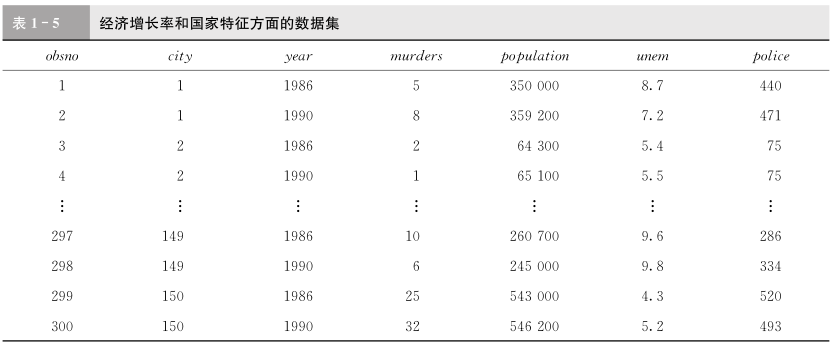 表1-5 经济增长率和国家特征方面的数据集
obsno city year murders population unem police
1 1 1986 5 350 000 8.7 440
2 1 1990 8 359 200 7.2 471
3 2 1986 2 64 300 5.4 75
4 2 1990 1 65 100 5.5 75
⋮ ⋮ ⋮ ⋮ ⋮ ⋮ ⋮
297 149 1986 10 260 700 9.6 286
298 149 1990 6 245 000 9.8 334
299 150 1986 25 543 000 4.3 520
300 150 1990 32 546 200 5.2 493